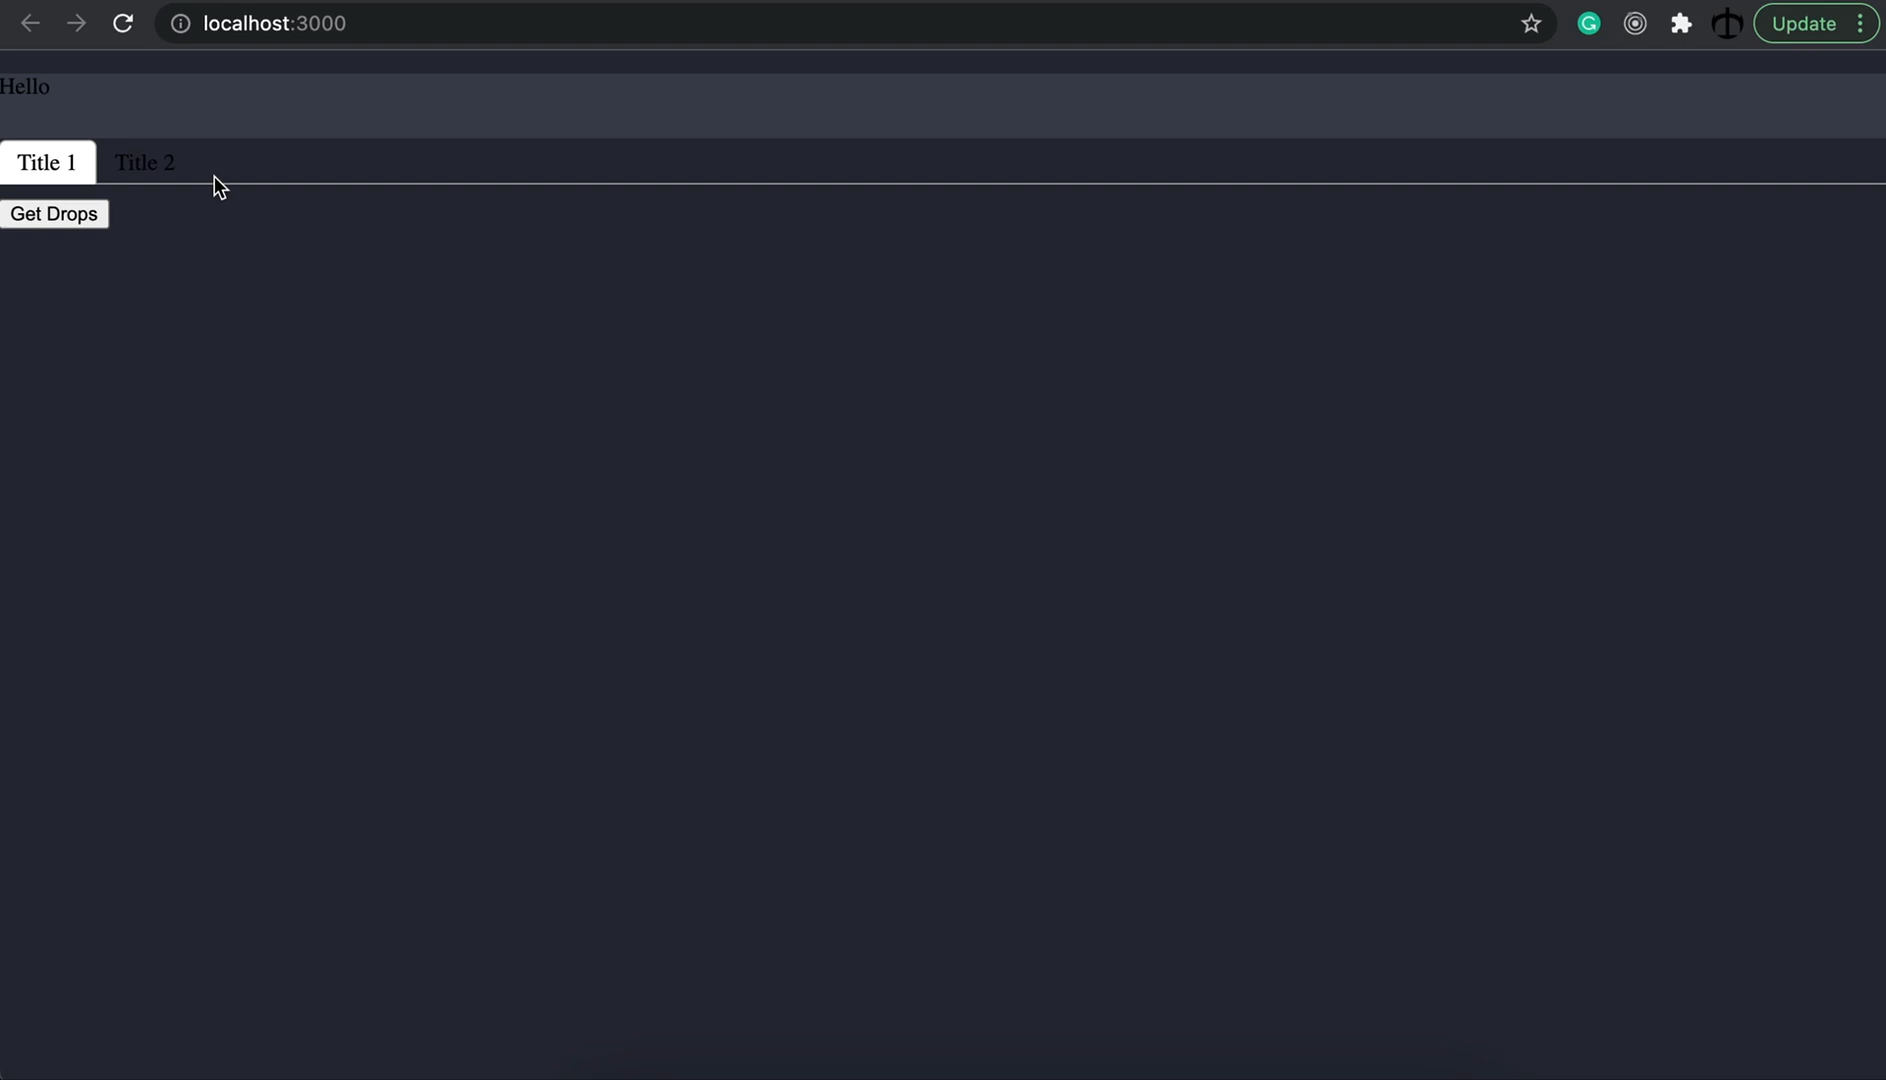 localhost:3000
Update
Hello
Title 1 Title 2
Get Drops